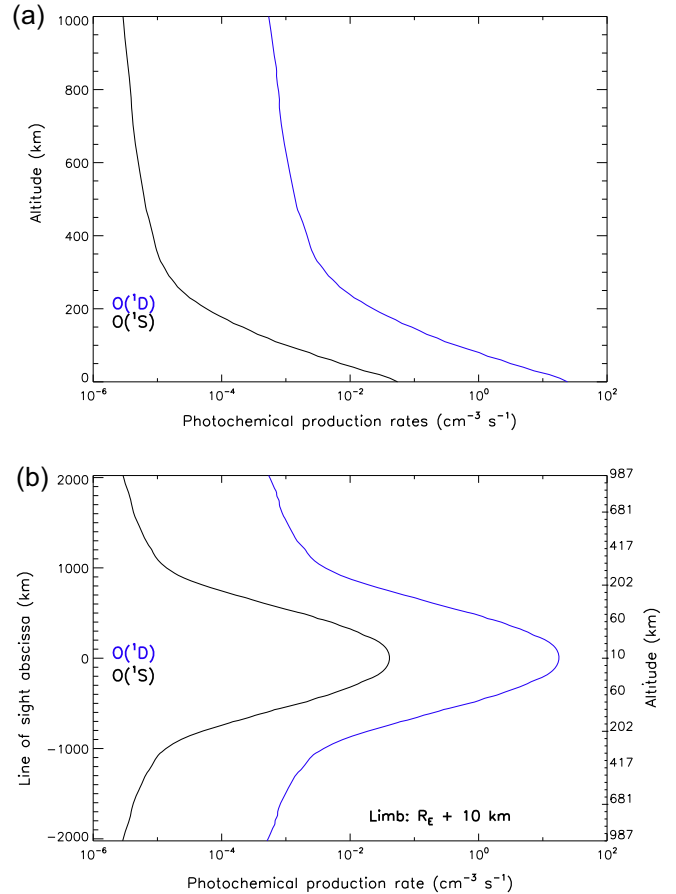 (a)
1000
800
600
400
200
0
Altitude (km)
O(¹D)
O(¹S)
10⁻⁶ 10⁻⁴ 10⁻² 10⁰ 10²
Photochemical production rates (cm⁻³ s⁻¹)
(b)
2000
1000
0
−1000
−2000
Line of sight abscissa (km)
O(¹D)
O(¹S)
Limb: R_E + 10 km
987
681
417
202
60
10
60
202
417
681
987
Altitude (km)
10⁻⁶ 10⁻⁴ 10⁻² 10⁰ 10²
Photochemical production rate (cm⁻³ s⁻¹)